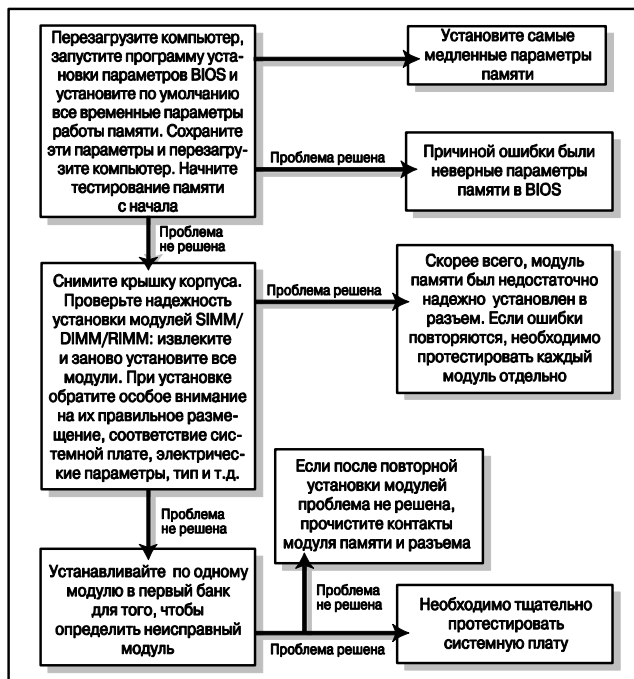 Перезагрузите компьютер,
запустите программу уста-
новки параметров BIOS и
установите по умолчанию
все временные параметры
работы памяти. Сохраните
эти параметры и перезагру-
зите компьютер. Начните
тестирование памяти
с начала
Установите самые
медленные параметры
памяти
Проблема решена
Причиной ошибки были
неверные параметры
памяти в BIOS
Проблема
не решена
Снимите крышку корпуса.
Проверьте надежность
установки модулей SIMM/
DIMM/RIMM: извлеките
и заново установите все
модули. При установке
обратите особое внимание
на их правильное разме-
щение, соответствие сис-
темной плате, электричес-
кие параметры, тип и т.д.
Проблема решена
Скорее всего, модуль
памяти был недостаточно
надежно установлен в
разъем. Если ошибки
повторяются, необходимо
протестировать каждый
модуль отдельно
Проблема
не решена
Если после повторной
установки модулей
проблема не решена,
прочистите контакты
модуля памяти и разъема
Устанавливайте по одному
модулю в первый банк
для того, чтобы
определить неисправный
модуль
Проблема
не решена
Проблема решена
Необходимо тщательно
протестировать
системную плату